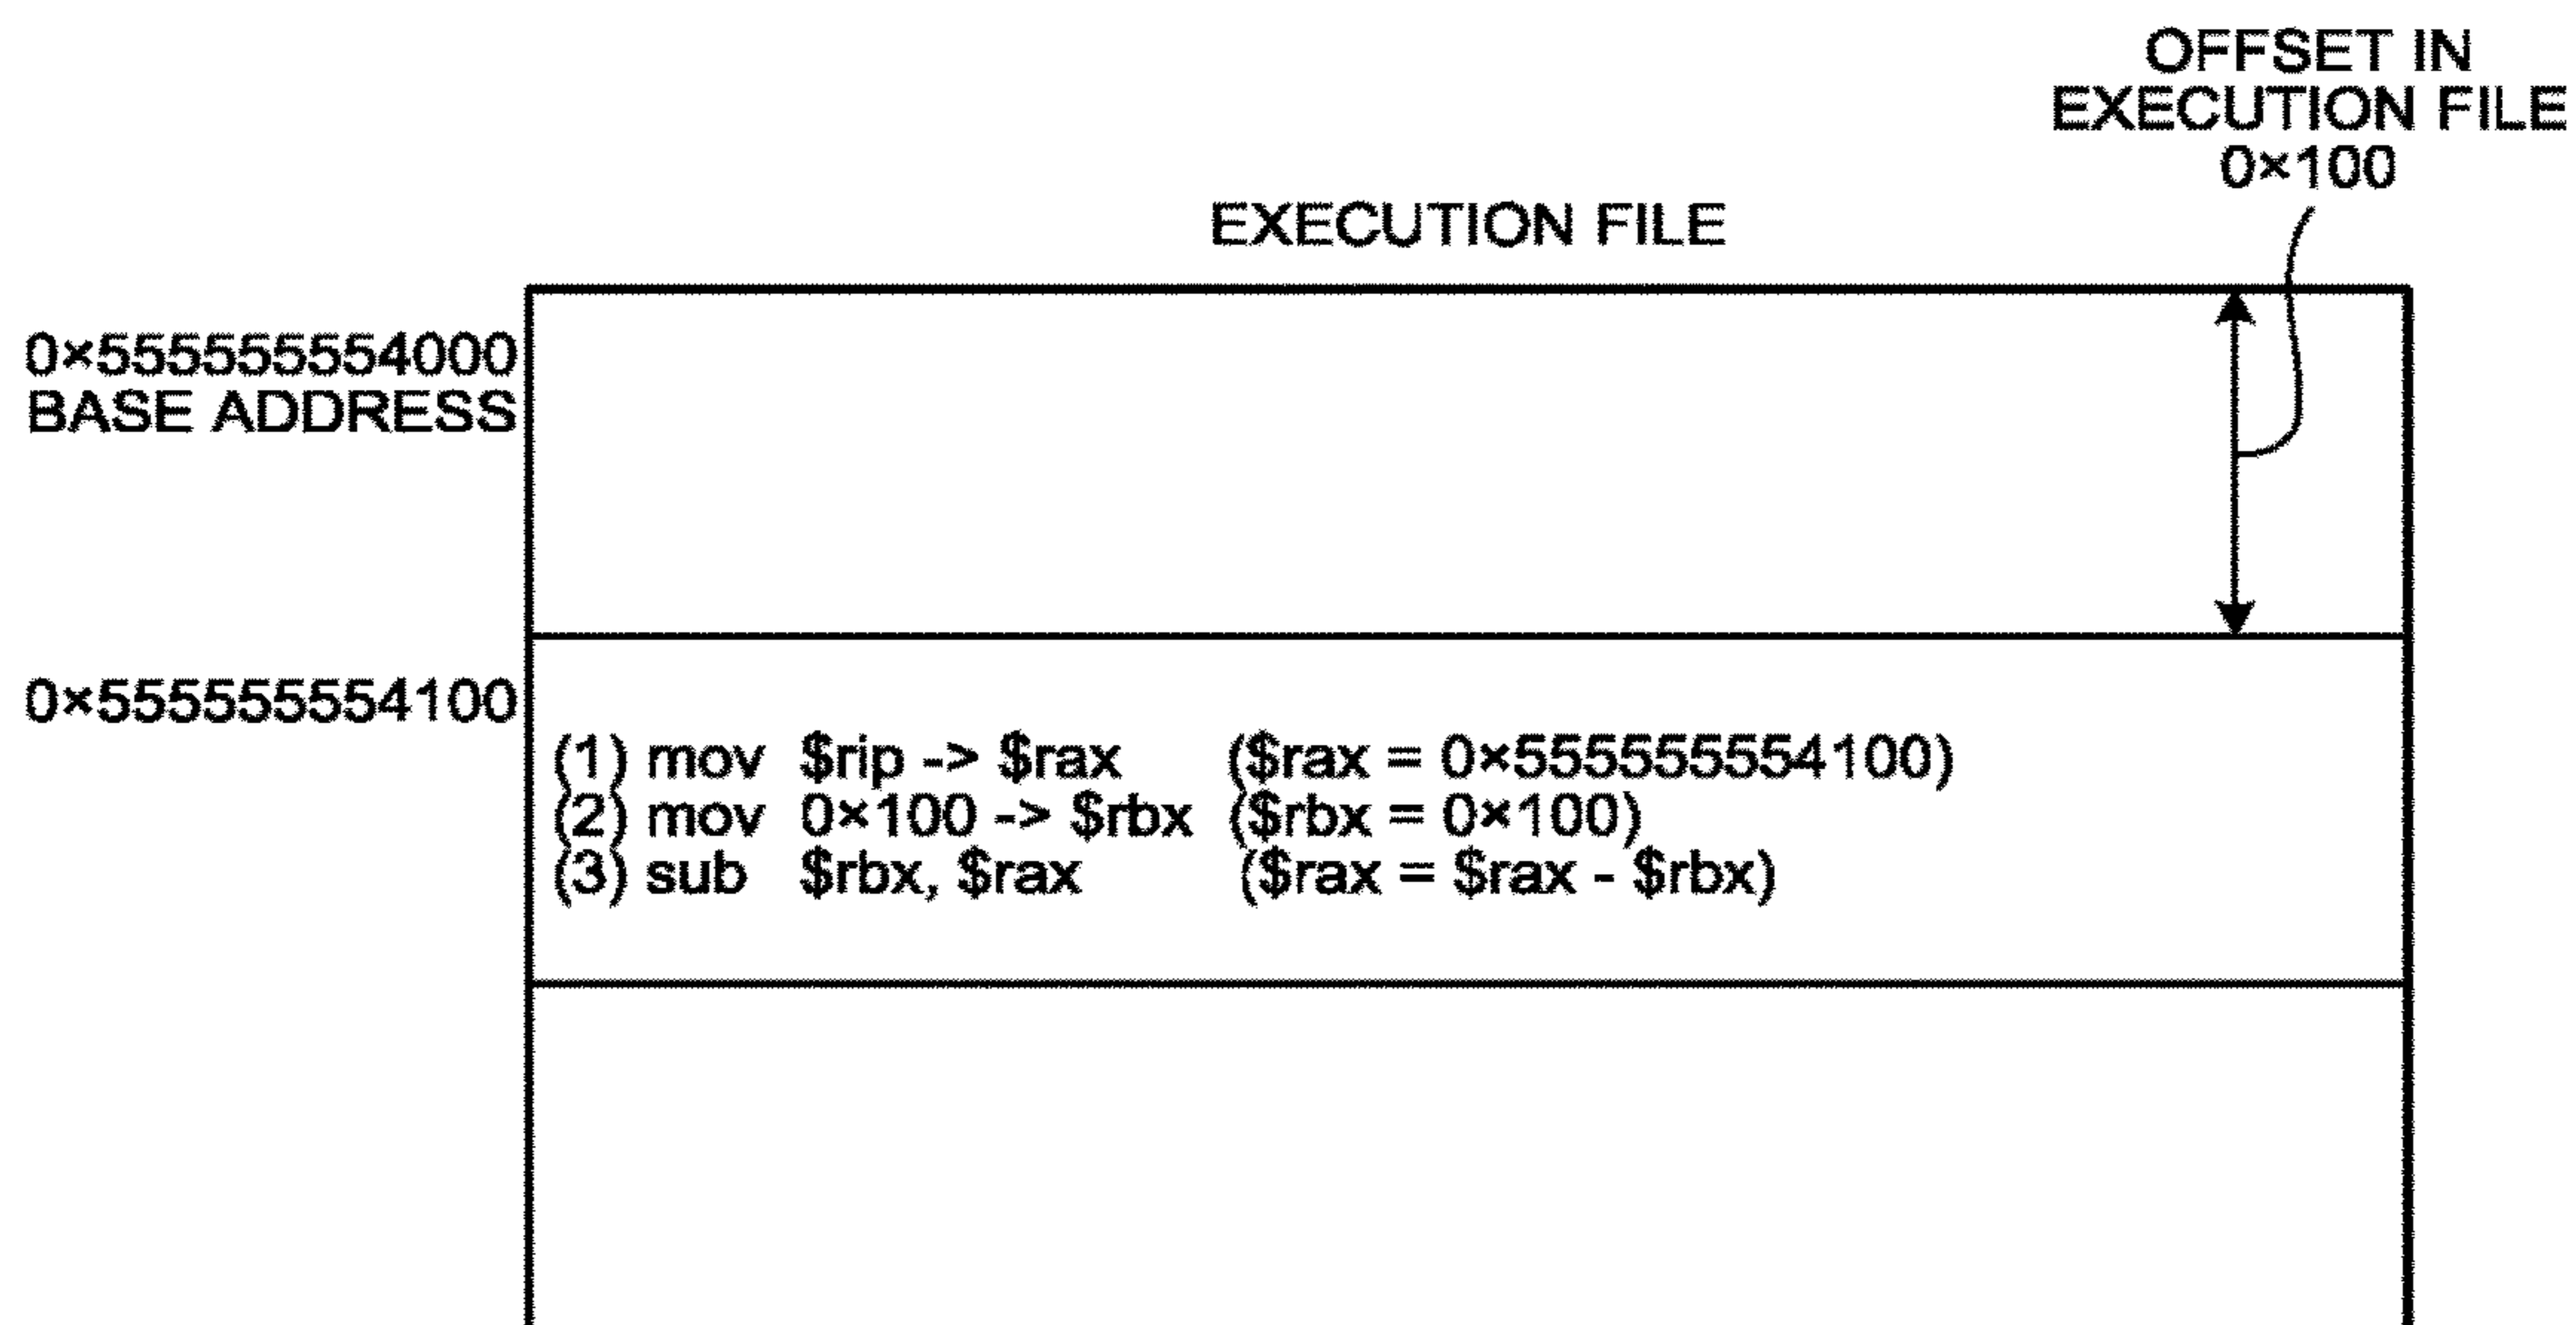 OFFSET IN
EXECUTION FILE
0×100
EXECUTION FILE
0×555555554000
BASE ADDRESS
0×555555554100
(1) mov $rip -> $rax ($rax = 0×555555554100)
(2) mov 0×100 -> $rbx ($rbx = 0×100)
(3) sub $rbx, $rax ($rax = $rax - $rbx)